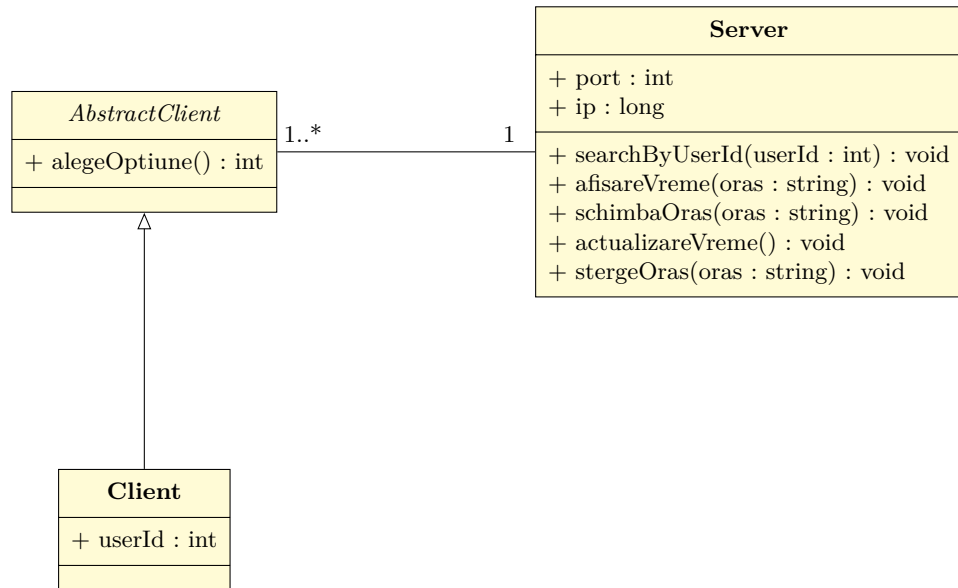 Server
+ port : int
+ ip : long
+ searchByUserId(userId : int) : void
+ afisareVreme(oras : string) : void
+ schimbaOras(oras : string) : void
+ actualizareVreme() : void
+ stergeOras(oras : string) : void
AbstractClient
+ alegeOptiune() : int
1..*
1
Client
+ userId : int